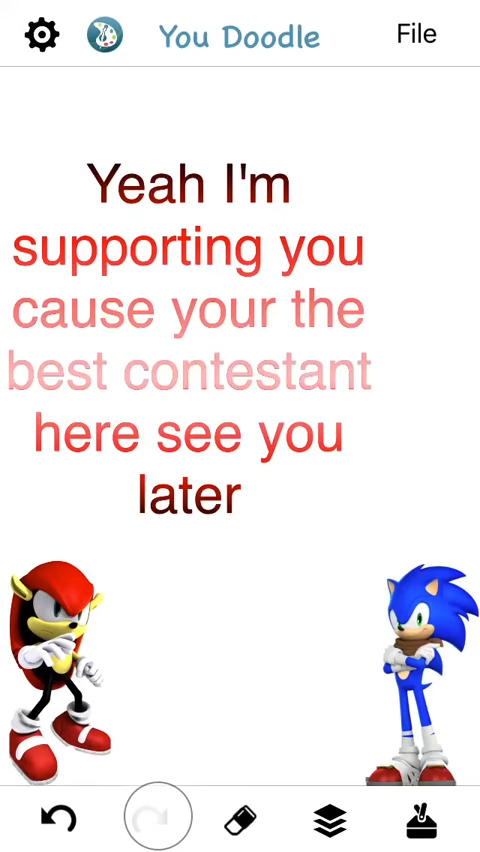 You Doodle
File
Yeah I'm
supporting you
cause your the
best contestant
here see you
later